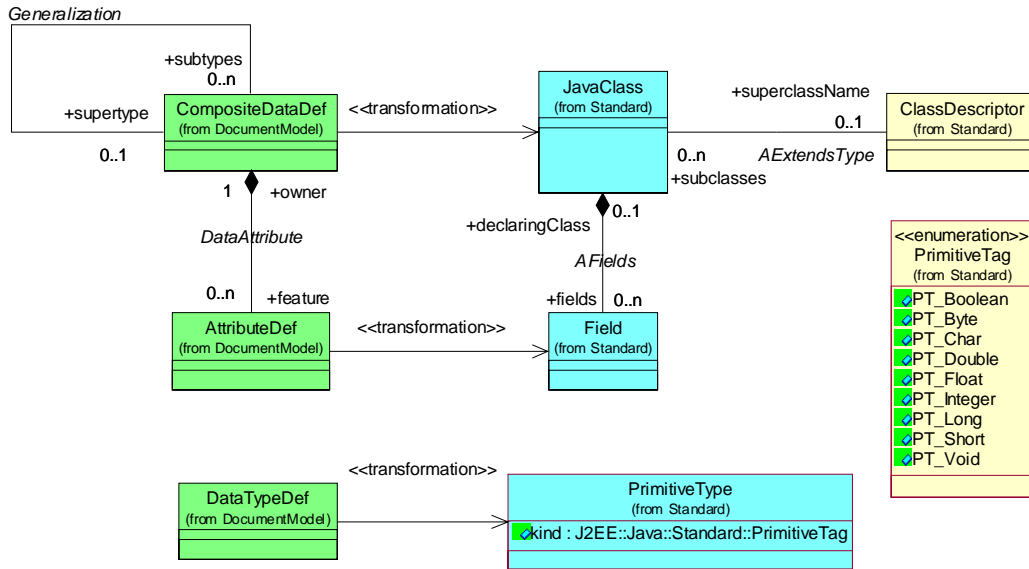 Generalization
+subtypes
0..n
+supertype
0..1
CompositeDataDef
(from DocumentModel)
<<transformation>>
JavaClass
(from Standard)
+superclassName
0..1
ClassDescriptor
(from Standard)
0..n
AExtendsType
+subclasses
1
+owner
DataAttribute
0..n
+feature
0..1
+declaringClass
AFields
+fields
0..n
AttributeDef
(from DocumentModel)
<<transformation>>
Field
(from Standard)
<<enumeration>>
PrimitiveTag
(from Standard)
PT_Boolean
PT_Byte
PT_Char
PT_Double
PT_Float
PT_Integer
PT_Long
PT_Short
PT_Void
DataTypeDef
(from DocumentModel)
<<transformation>>
PrimitiveType
(from Standard)
kind : J2EE::Java::Standard::PrimitiveTag